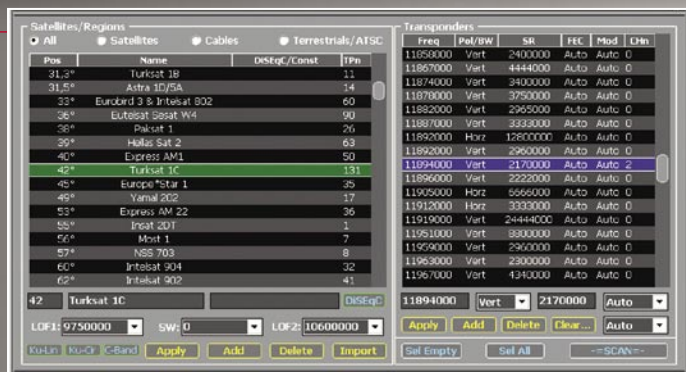 Satellites/Regions
All Satellites Cables Terrestrials/ATSC
Pos Name DiSEqC/Const TPn
31,3° Turksat 1B 11
31,5° Astra 1D/5A 14
33° Eurobird 3 & Intelsat 802 60
36° Eutelsat Sesat W4 90
38° Paksat 1 26
39° Hellas Sat 2 63
40° Express AM1 50
42° Turksat 1C 131
45° Europe*Star 1 35
49° Yamal 202 17
53° Express AM 22 36
55° Insat 2DT 1
56° Most 1 7
57° NSS 703 8
60° Intelsat 904 32
62° Intelsat 902 41
42 Turksat 1C DiSEqC
LOF1: 9750000 SW: 0 LOF2: 10600000
Ku-Lin Ku-Cir C-Band Apply Add Delete Import
Transponders
Freq Pol/BW SR FEC Mod CHn
11858000 Vert 2400000 Auto Auto 0
11867000 Vert 4444000 Auto Auto 0
11874000 Vert 3400000 Auto Auto 0
11878000 Vert 3750000 Auto Auto 0
11882000 Vert 2965000 Auto Auto 0
11887000 Vert 3333000 Auto Auto 0
11892000 Horz 12800000 Auto Auto 0
11892000 Vert 2960000 Auto Auto 0
11894000 Vert 2170000 Auto Auto 2
11896000 Vert 2222000 Auto Auto 0
11905000 Horz 6666000 Auto Auto 0
11912000 Horz 3333000 Auto Auto 0
11919000 Vert 24444000 Auto Auto 0
11951000 Vert 8800000 Auto Auto 0
11959000 Vert 2960000 Auto Auto 0
11963000 Vert 2300000 Auto Auto 0
11967000 Vert 4340000 Auto Auto 0
11894000 Vert 2170000 Auto
Apply Add Delete Clear... Auto
Sel Empty Sel All -=SCAN=-